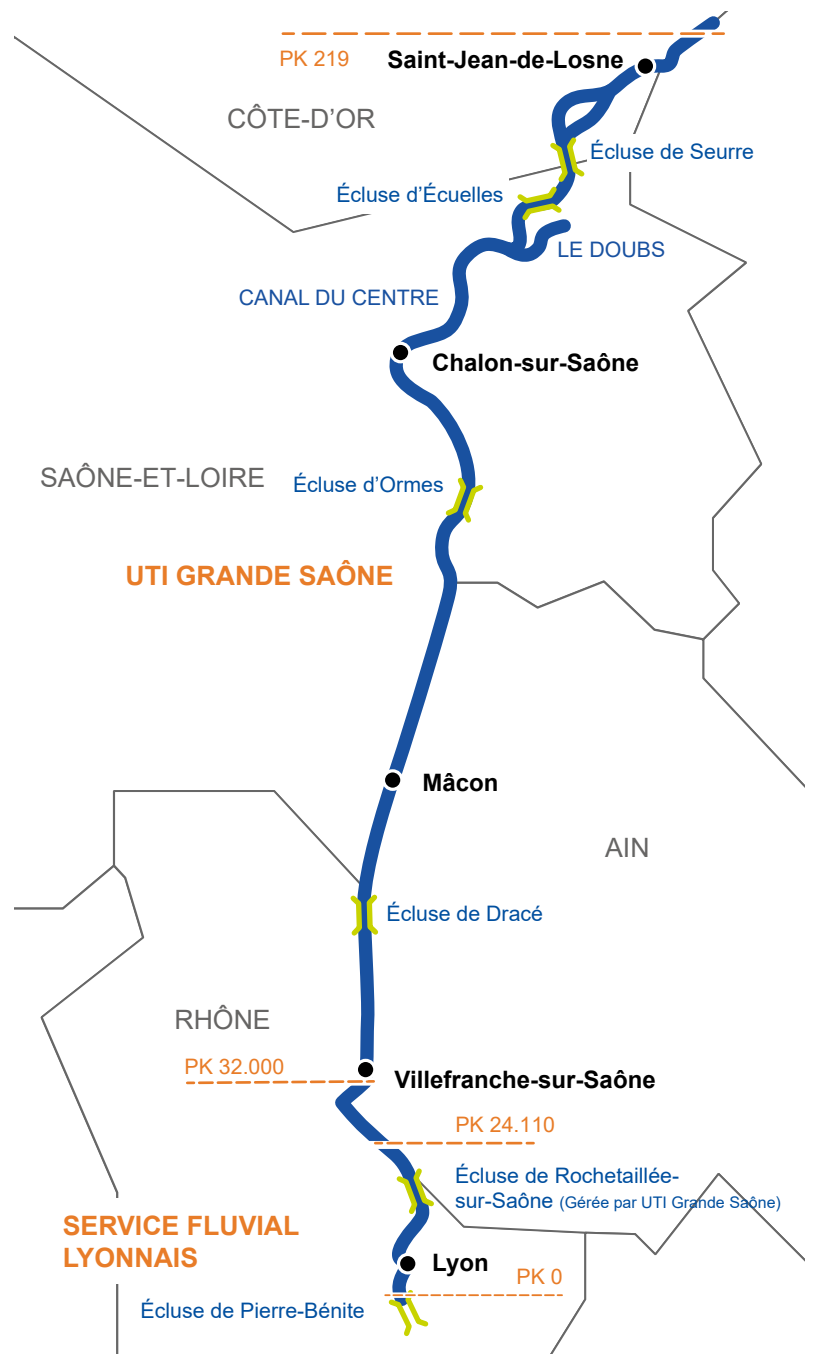 Saint-Jean-de-Losne
PK 219
CÔTE-D'OR
Écluse de Seurre
Écluse d'Écuelles
LE DOUBS
CANAL DU CENTRE
Chalon-sur-Saône
SAÔNE-ET-LOIRE
Écluse d'Ormes
UTI GRANDE SAÔNE
Mâcon
AIN
Écluse de Dracé
RHÔNE
PK 32.000
Villefranche-sur-Saône
PK 24.110
Écluse de Rochetaillée-
sur-Saône (Gérée par UTI Grande Saône)
SERVICE FLUVIAL
LYONNAIS
Lyon
PK 0
Écluse de Pierre-Bénite